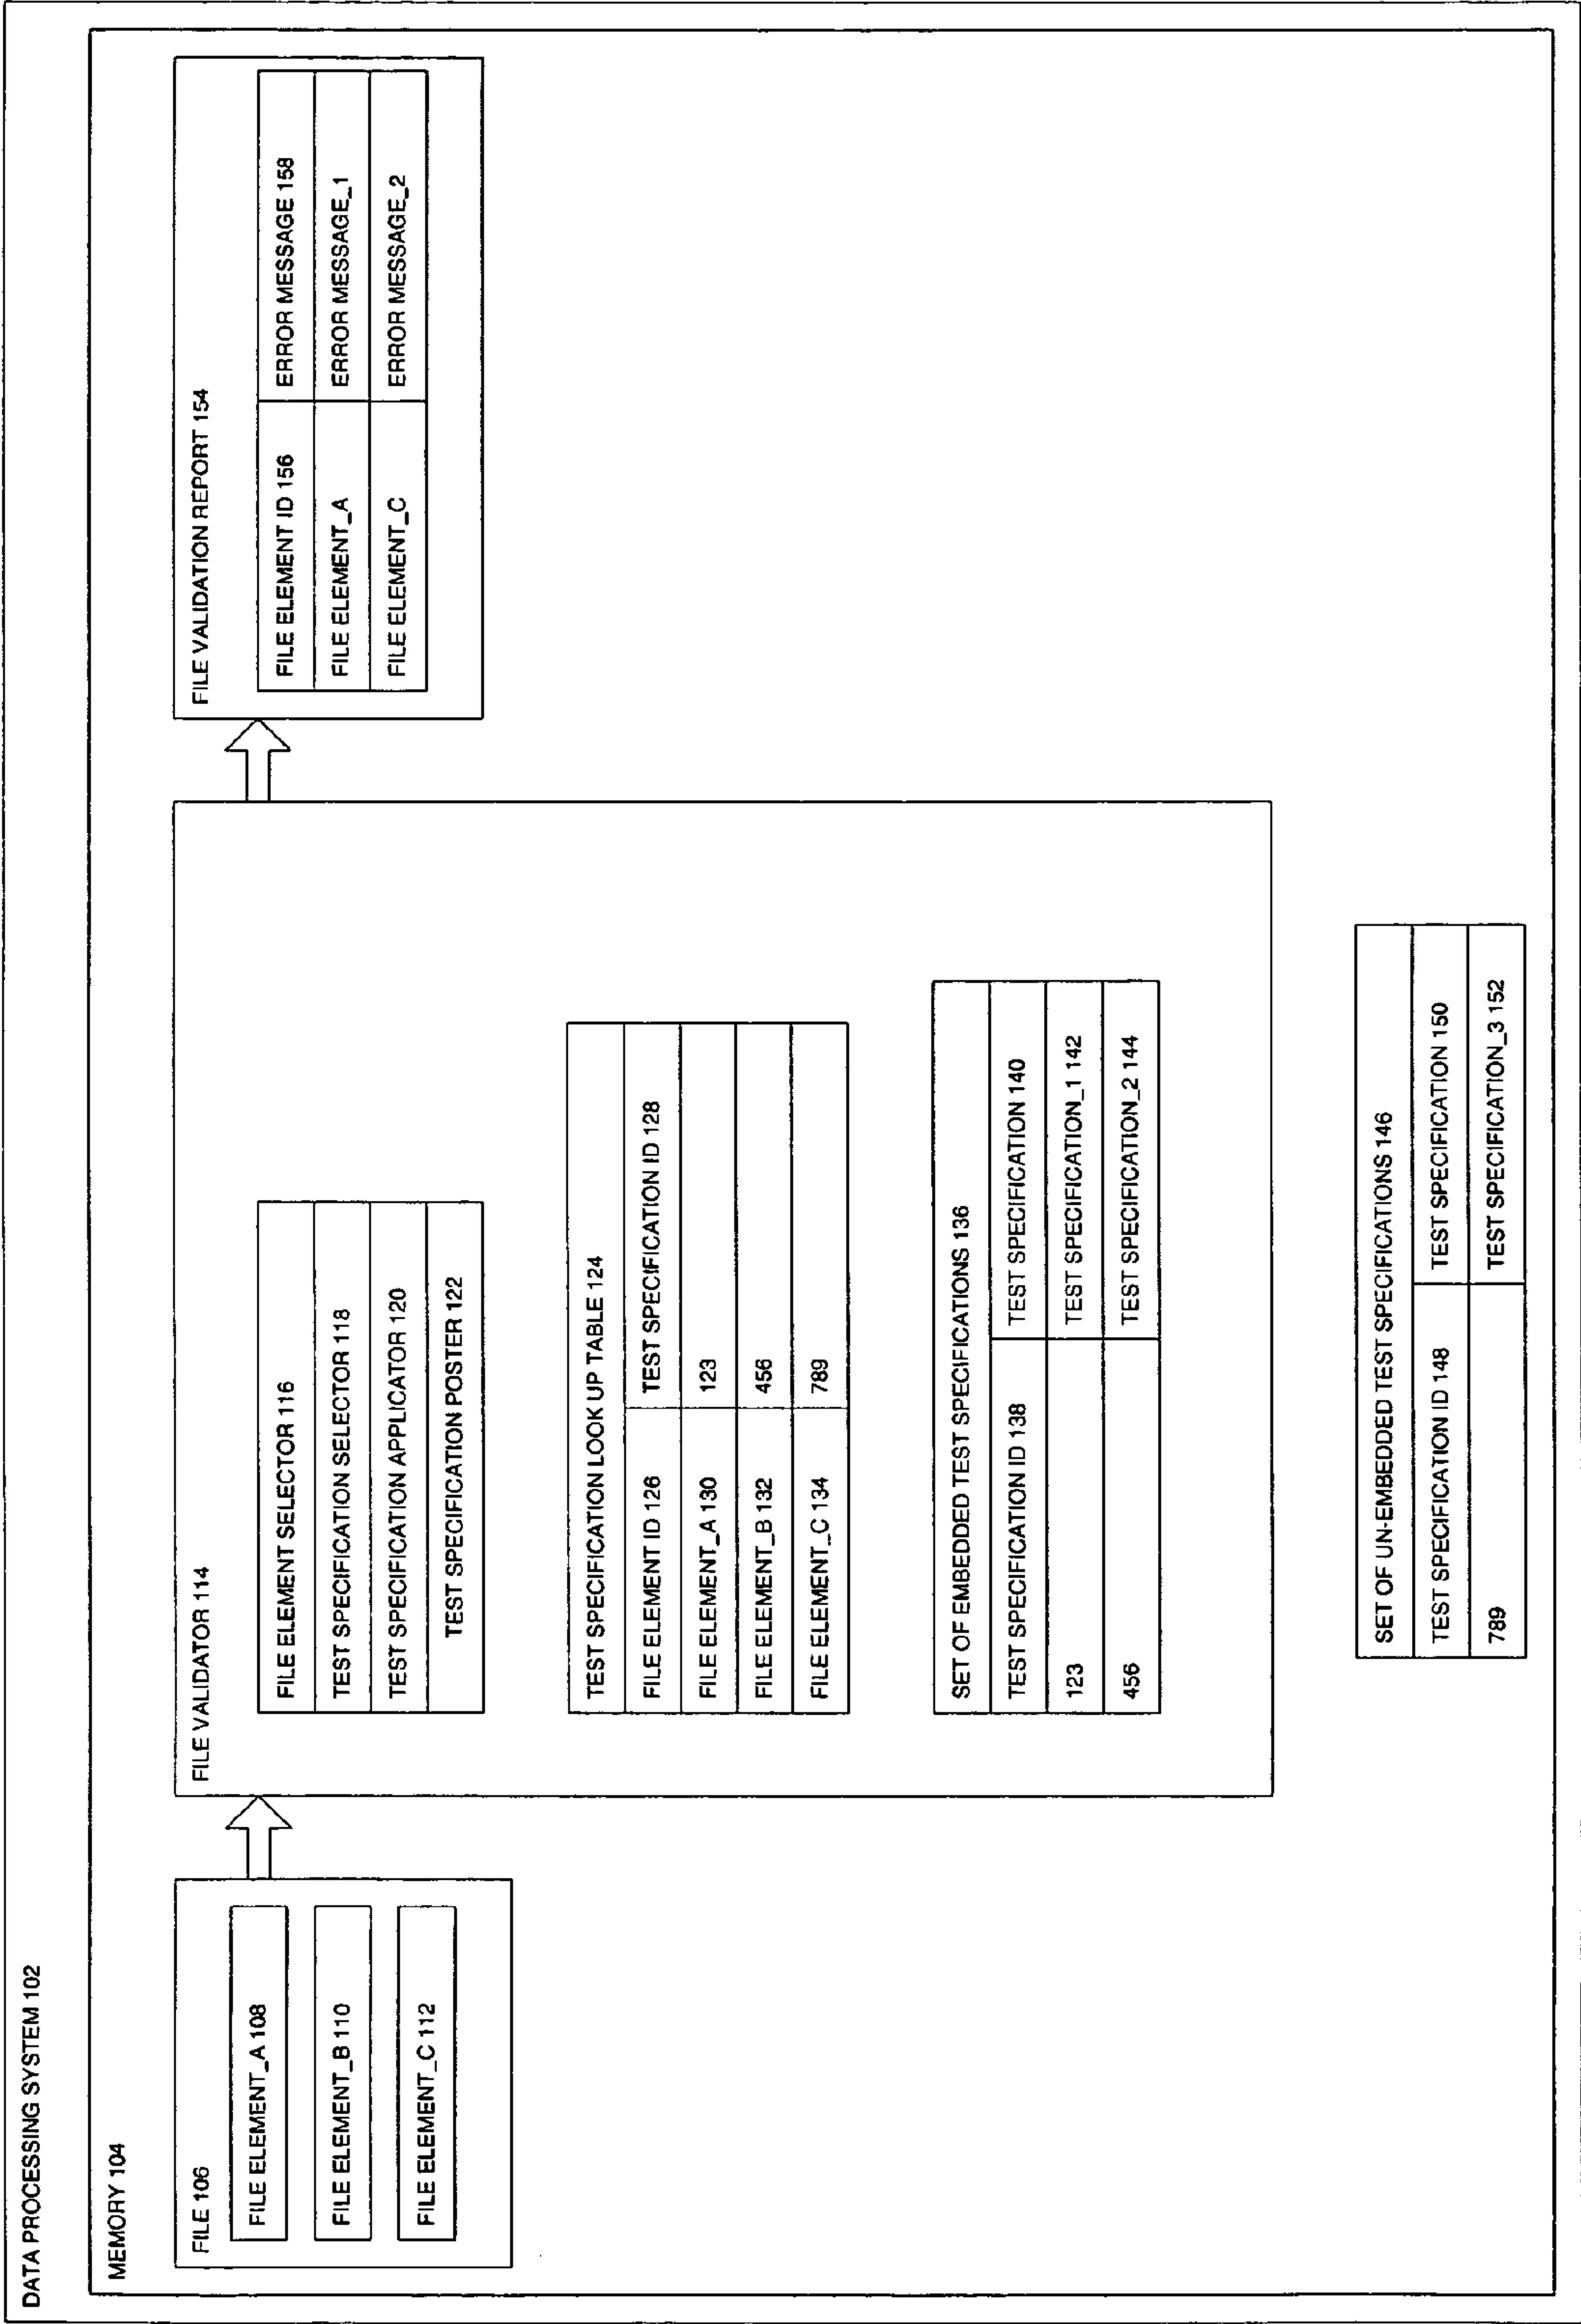 DATA PROCESSING SYSTEM 102
MEMORY 104
FILE 106
FILE ELEMENT_A 108
FILE ELEMENT_B 110
FILE ELEMENT_C 112
FILE VALIDATOR 114
FILE ELEMENT SELECTOR 116
TEST SPECIFICATION SELECTOR 118
TEST SPECIFICATION APPLICATOR 120
TEST SPECIFICATION POSTER 122
TEST SPECIFICATION LOOK UP TABLE 124
FILE ELEMENT ID 126 TEST SPECIFICATION ID 128
FILE ELEMENT_A 130 123
FILE ELEMENT_B 132 456
FILE ELEMENT_C 134 789
SET OF EMBEDDED TEST SPECIFICATIONS 136
TEST SPECIFICATION ID 138 TEST SPECIFICATION 140
123 TEST SPECIFICATION_1 142
456 TEST SPECIFICATION_2 144
SET OF UN-EMBEDDED TEST SPECIFICATIONS 146
TEST SPECIFICATION ID 148 TEST SPECIFICATION 150
789 TEST SPECIFICATION_3 152
FILE VALIDATION REPORT 154
FILE ELEMENT ID 156 ERROR MESSAGE 158
FILE ELEMENT_A ERROR MESSAGE_1
FILE ELEMENT_C ERROR MESSAGE_2